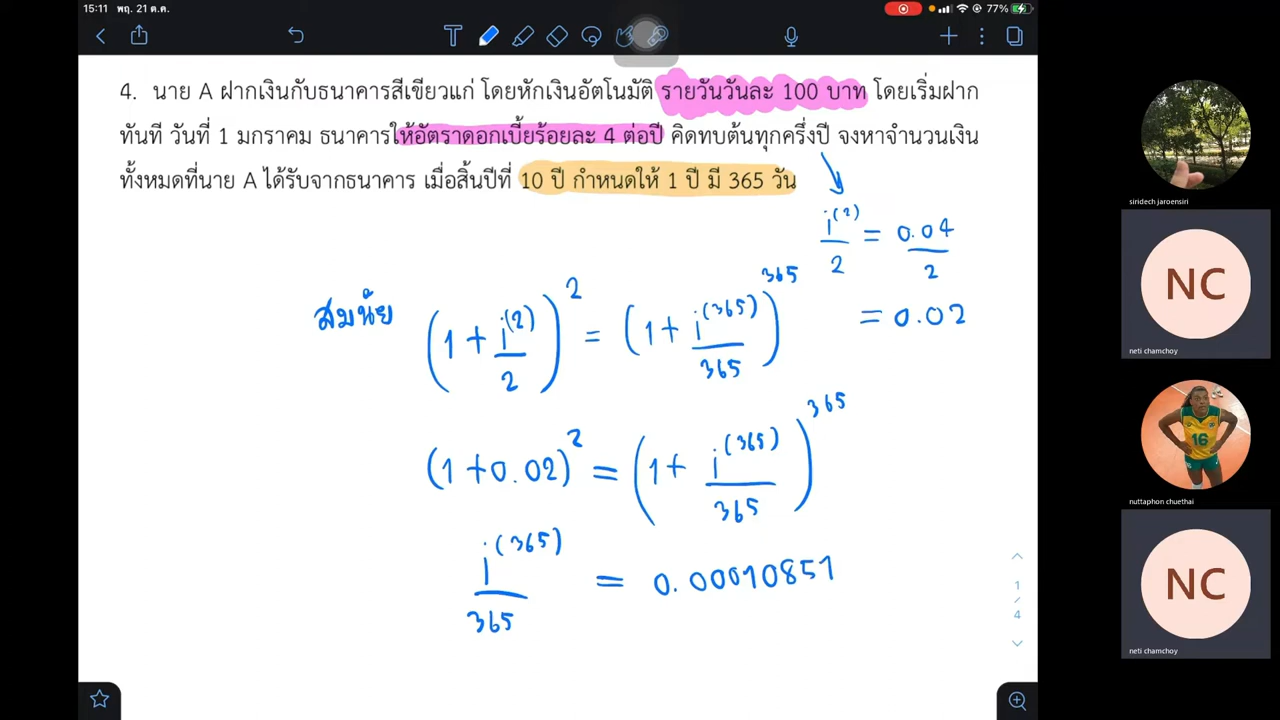 15:11 พฤ. 21 ต.ค.
77%
4. นาย A ฝากเงินกับธนาคารสีเขียวแก่ โดยหักเงินอัตโนมัติ รายวันวันละ 100 บาท โดยเริ่มฝาก
ทันที วันที่ 1 มกราคม ธนาคารให้อัตราดอกเบี้ยร้อยละ 4 ต่อปี คิดทบต้นทุกครึ่งปี จงหาจำนวนเงิน
ทั้งหมดที่นาย A ได้รับจากธนาคาร เมื่อสิ้นปีที่ 10 ปี กำหนดให้ 1 ปี มี 365 วัน
i^(2)/2 = 0.04/2
= 0.02
สมนัย (1 + i^(2)/2)^2 = (1 + i^(365)/365)^365
(1 + 0.02)^2 = (1 + i^(365)/365)^365
i^(365)/365 = 0.00010851
1
/
4
siridech jaroensiri
NC
neti chamchoy
16
nuttaphon chuethai
NC
neti chamchoy